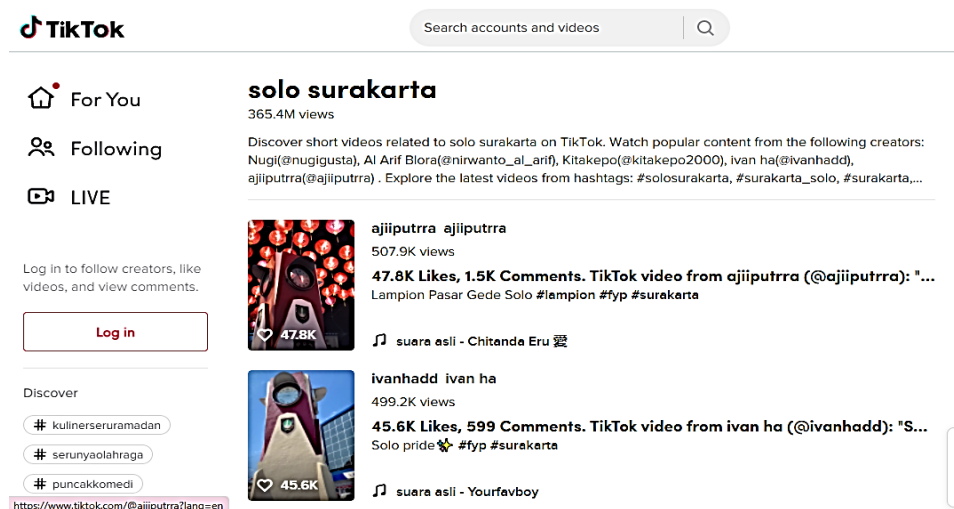 TikTok
Search accounts and videos
For You
Following
LIVE
Log in to follow creators, like
videos, and view comments.
Log in
Discover
# kulinerseruramadan
# serunyaolahraga
# puncakkomedi
https://www.tiktok.com/@ajiiputrra?lang=en
solo surakarta
365.4M views
Discover short videos related to solo surakarta on TikTok. Watch popular content from the following creators:
Nugi(@nugigusta), Al Arif Blora(@nirwanto_al_arif), Kitakepo(@kitakepo2000), ivan ha(@ivanhadd),
ajiiputrra(@ajiiputrra) . Explore the latest videos from hashtags: #solosurakarta, #surakarta_solo, #surakarta,...
47.8K
ajiiputrra ajiiputrra
507.9K views
47.8K Likes, 1.5K Comments. TikTok video from ajiiputrra (@ajiiputrra): "...
Lampion Pasar Gede Solo #lampion #fyp #surakarta
suara asli - Chitanda Eru 愛
45.6K
ivanhadd ivan ha
499.2K views
45.6K Likes, 599 Comments. TikTok video from ivan ha (@ivanhadd): "S...
Solo pride✨ #fyp #surakarta
suara asli - Yourfavboy